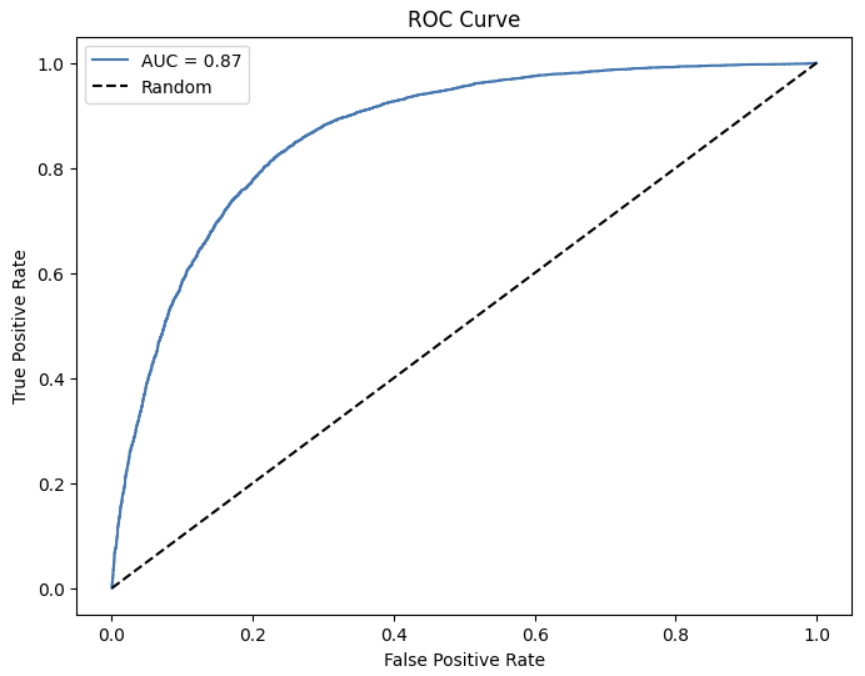 ROC Curve
AUC = 0.87
Random
True Positive Rate
1.0
0.8
0.6
0.4
0.2
0.0
0.0 0.2 0.4 0.6 0.8 1.0
False Positive Rate